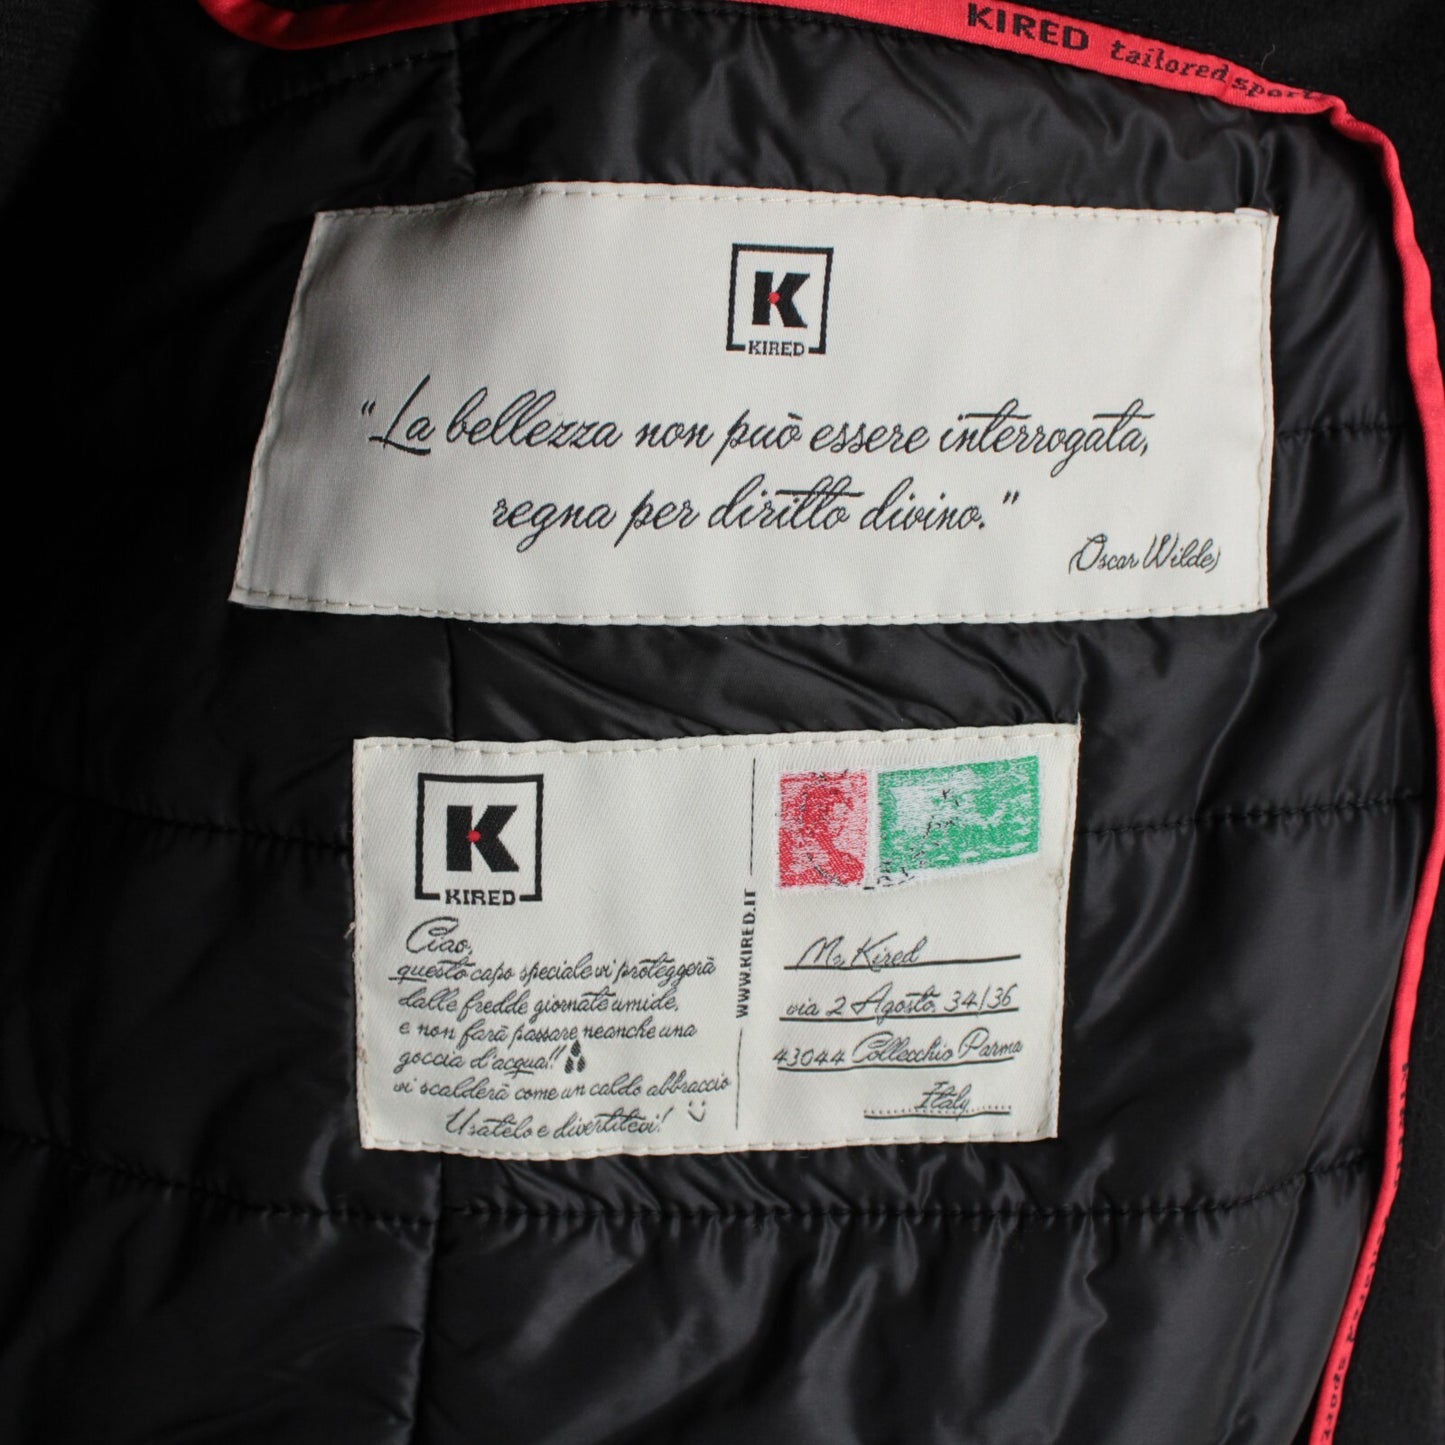 KIRED tailored sport
K
KIRED
"La bellezza non può essere interrogata,
regna per diritto divino."
(Oscar Wilde)
K
KIRED
Ciao,
questo capo speciale vi proteggerà
dalle fredde giornate umide,
e non farà passare neanche una
goccia d'acqua!!
vi scalderà come un caldo abbraccio
Usatelo e divertitevi!
WWW.KIRED.IT
Mr Kired
via 2 Agosto, 34/36
43044 Collecchio Parma
Italy